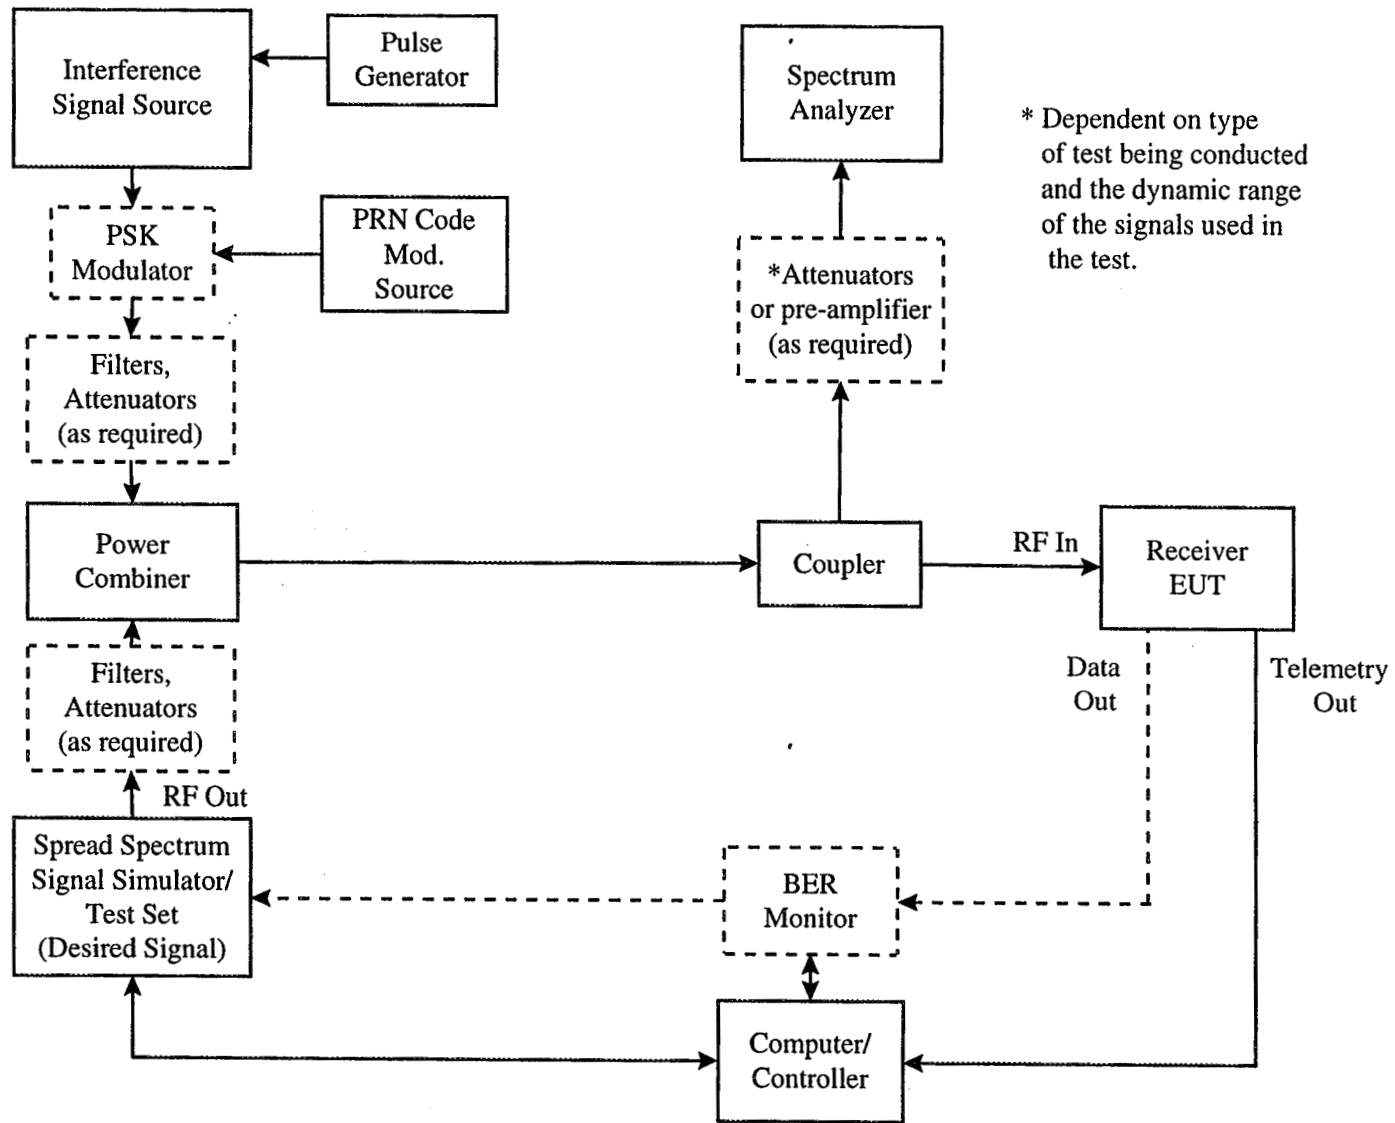 Interference
Signal Source
Pulse
Generator
Spectrum
Analyzer
* Dependent on type
of test being conducted
and the dynamic range
of the signals used in
the test.
PSK
Modulator
PRN Code
Mod.
Source
*Attenuators
or pre-amplifier
(as required)
Filters,
Attenuators
(as required)
Power
Combiner
Coupler
RF In
Receiver
EUT
Filters,
Attenuators
(as required)
Data
Out
Telemetry
Out
RF Out
Spread Spectrum
Signal Simulator/
Test Set
(Desired Signal)
BER
Monitor
Computer/
Controller